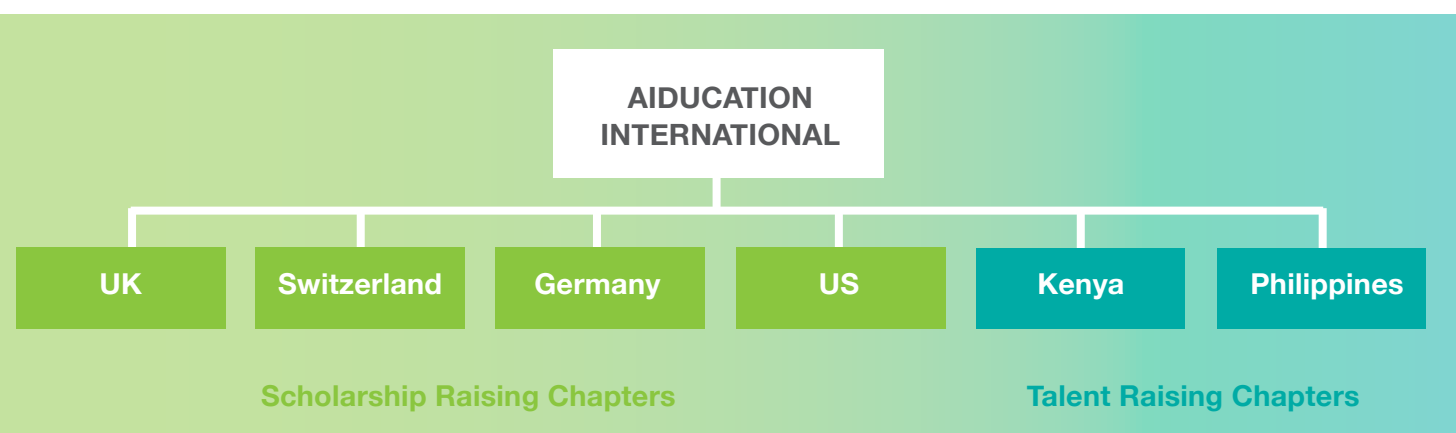 AIDUCATION
INTERNATIONAL
UK
Switzerland
Germany
US
Kenya
Philippines
Scholarship Raising Chapters
Talent Raising Chapters